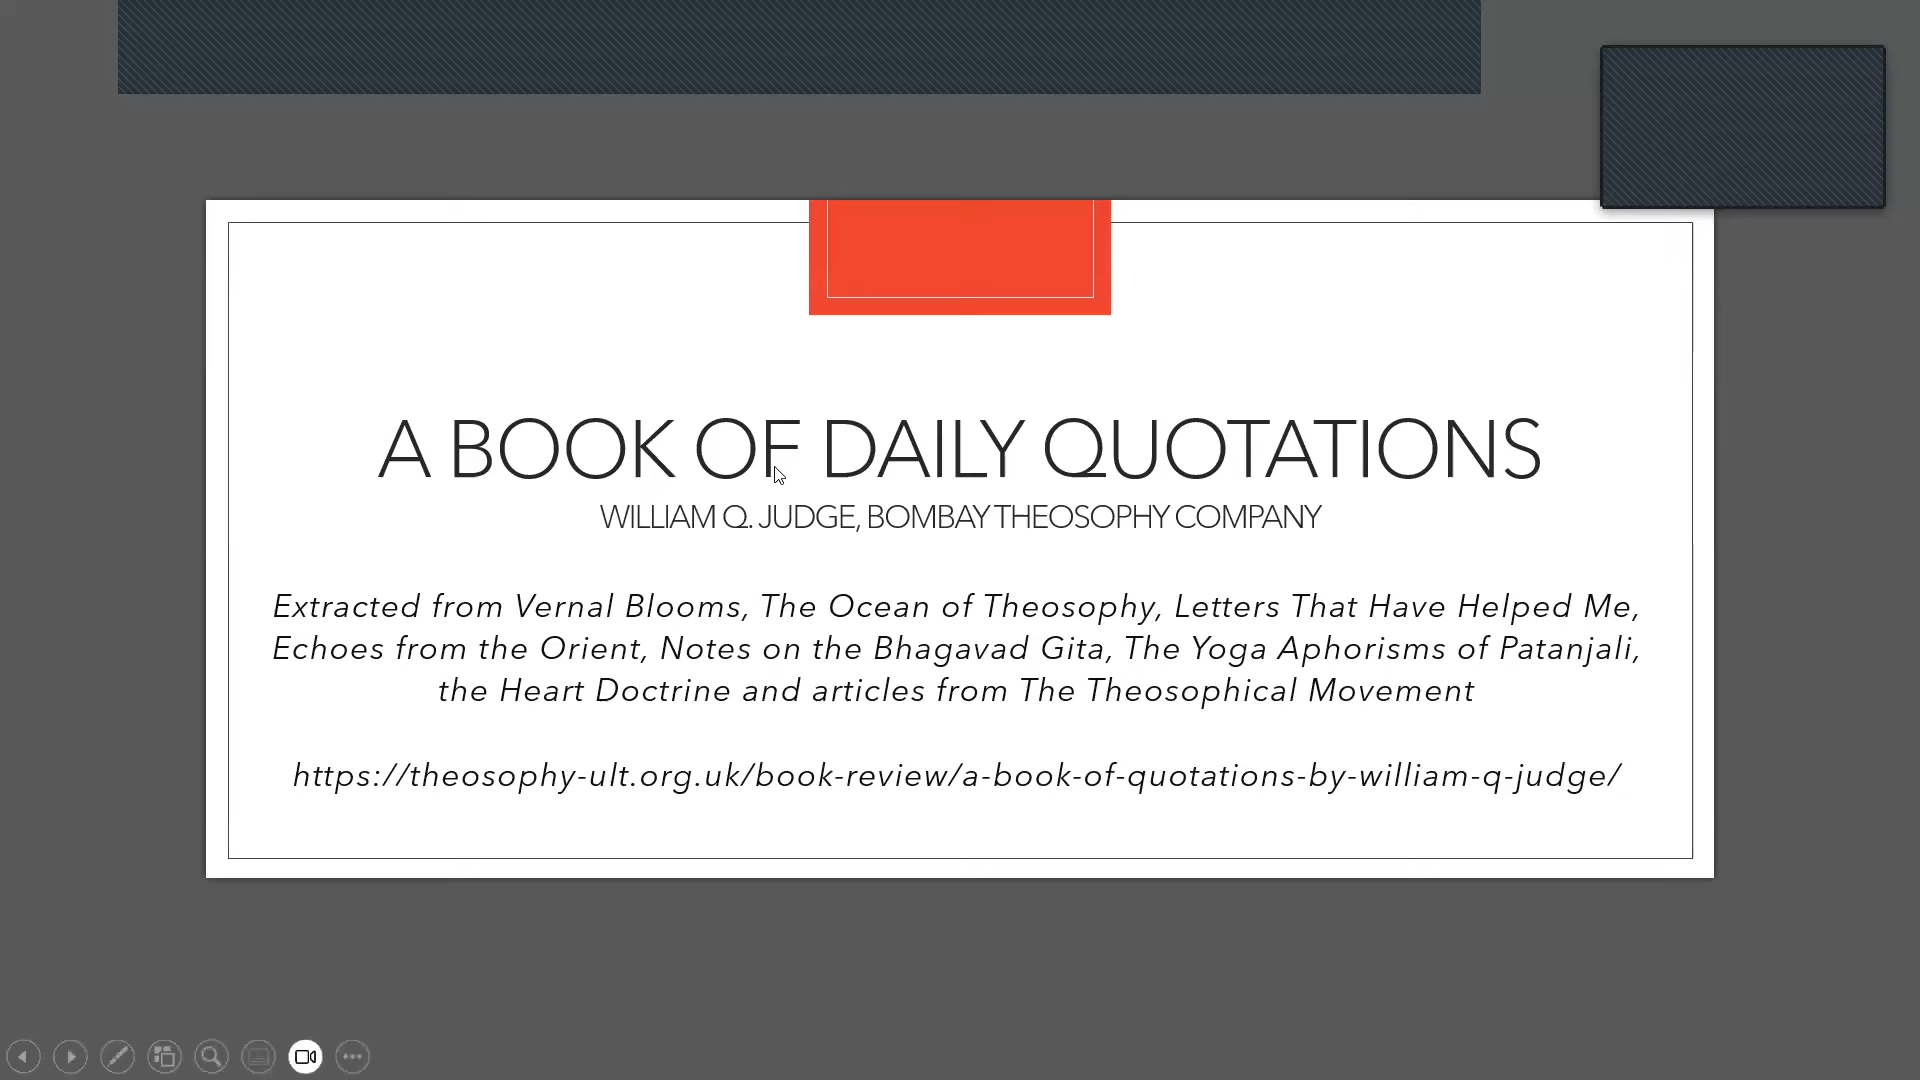 A BOOK OF DAILY QUOTATIONS
WILLIAM Q. JUDGE, BOMBAY THEOSOPHY COMPANY
Extracted from Vernal Blooms, The Ocean of Theosophy, Letters That Have Helped Me,
Echoes from the Orient, Notes on the Bhagavad Gita, The Yoga Aphorisms of Patanjali,
the Heart Doctrine and articles from The Theosophical Movement
https://theosophy-ult.org.uk/book-review/a-book-of-quotations-by-william-q-judge/